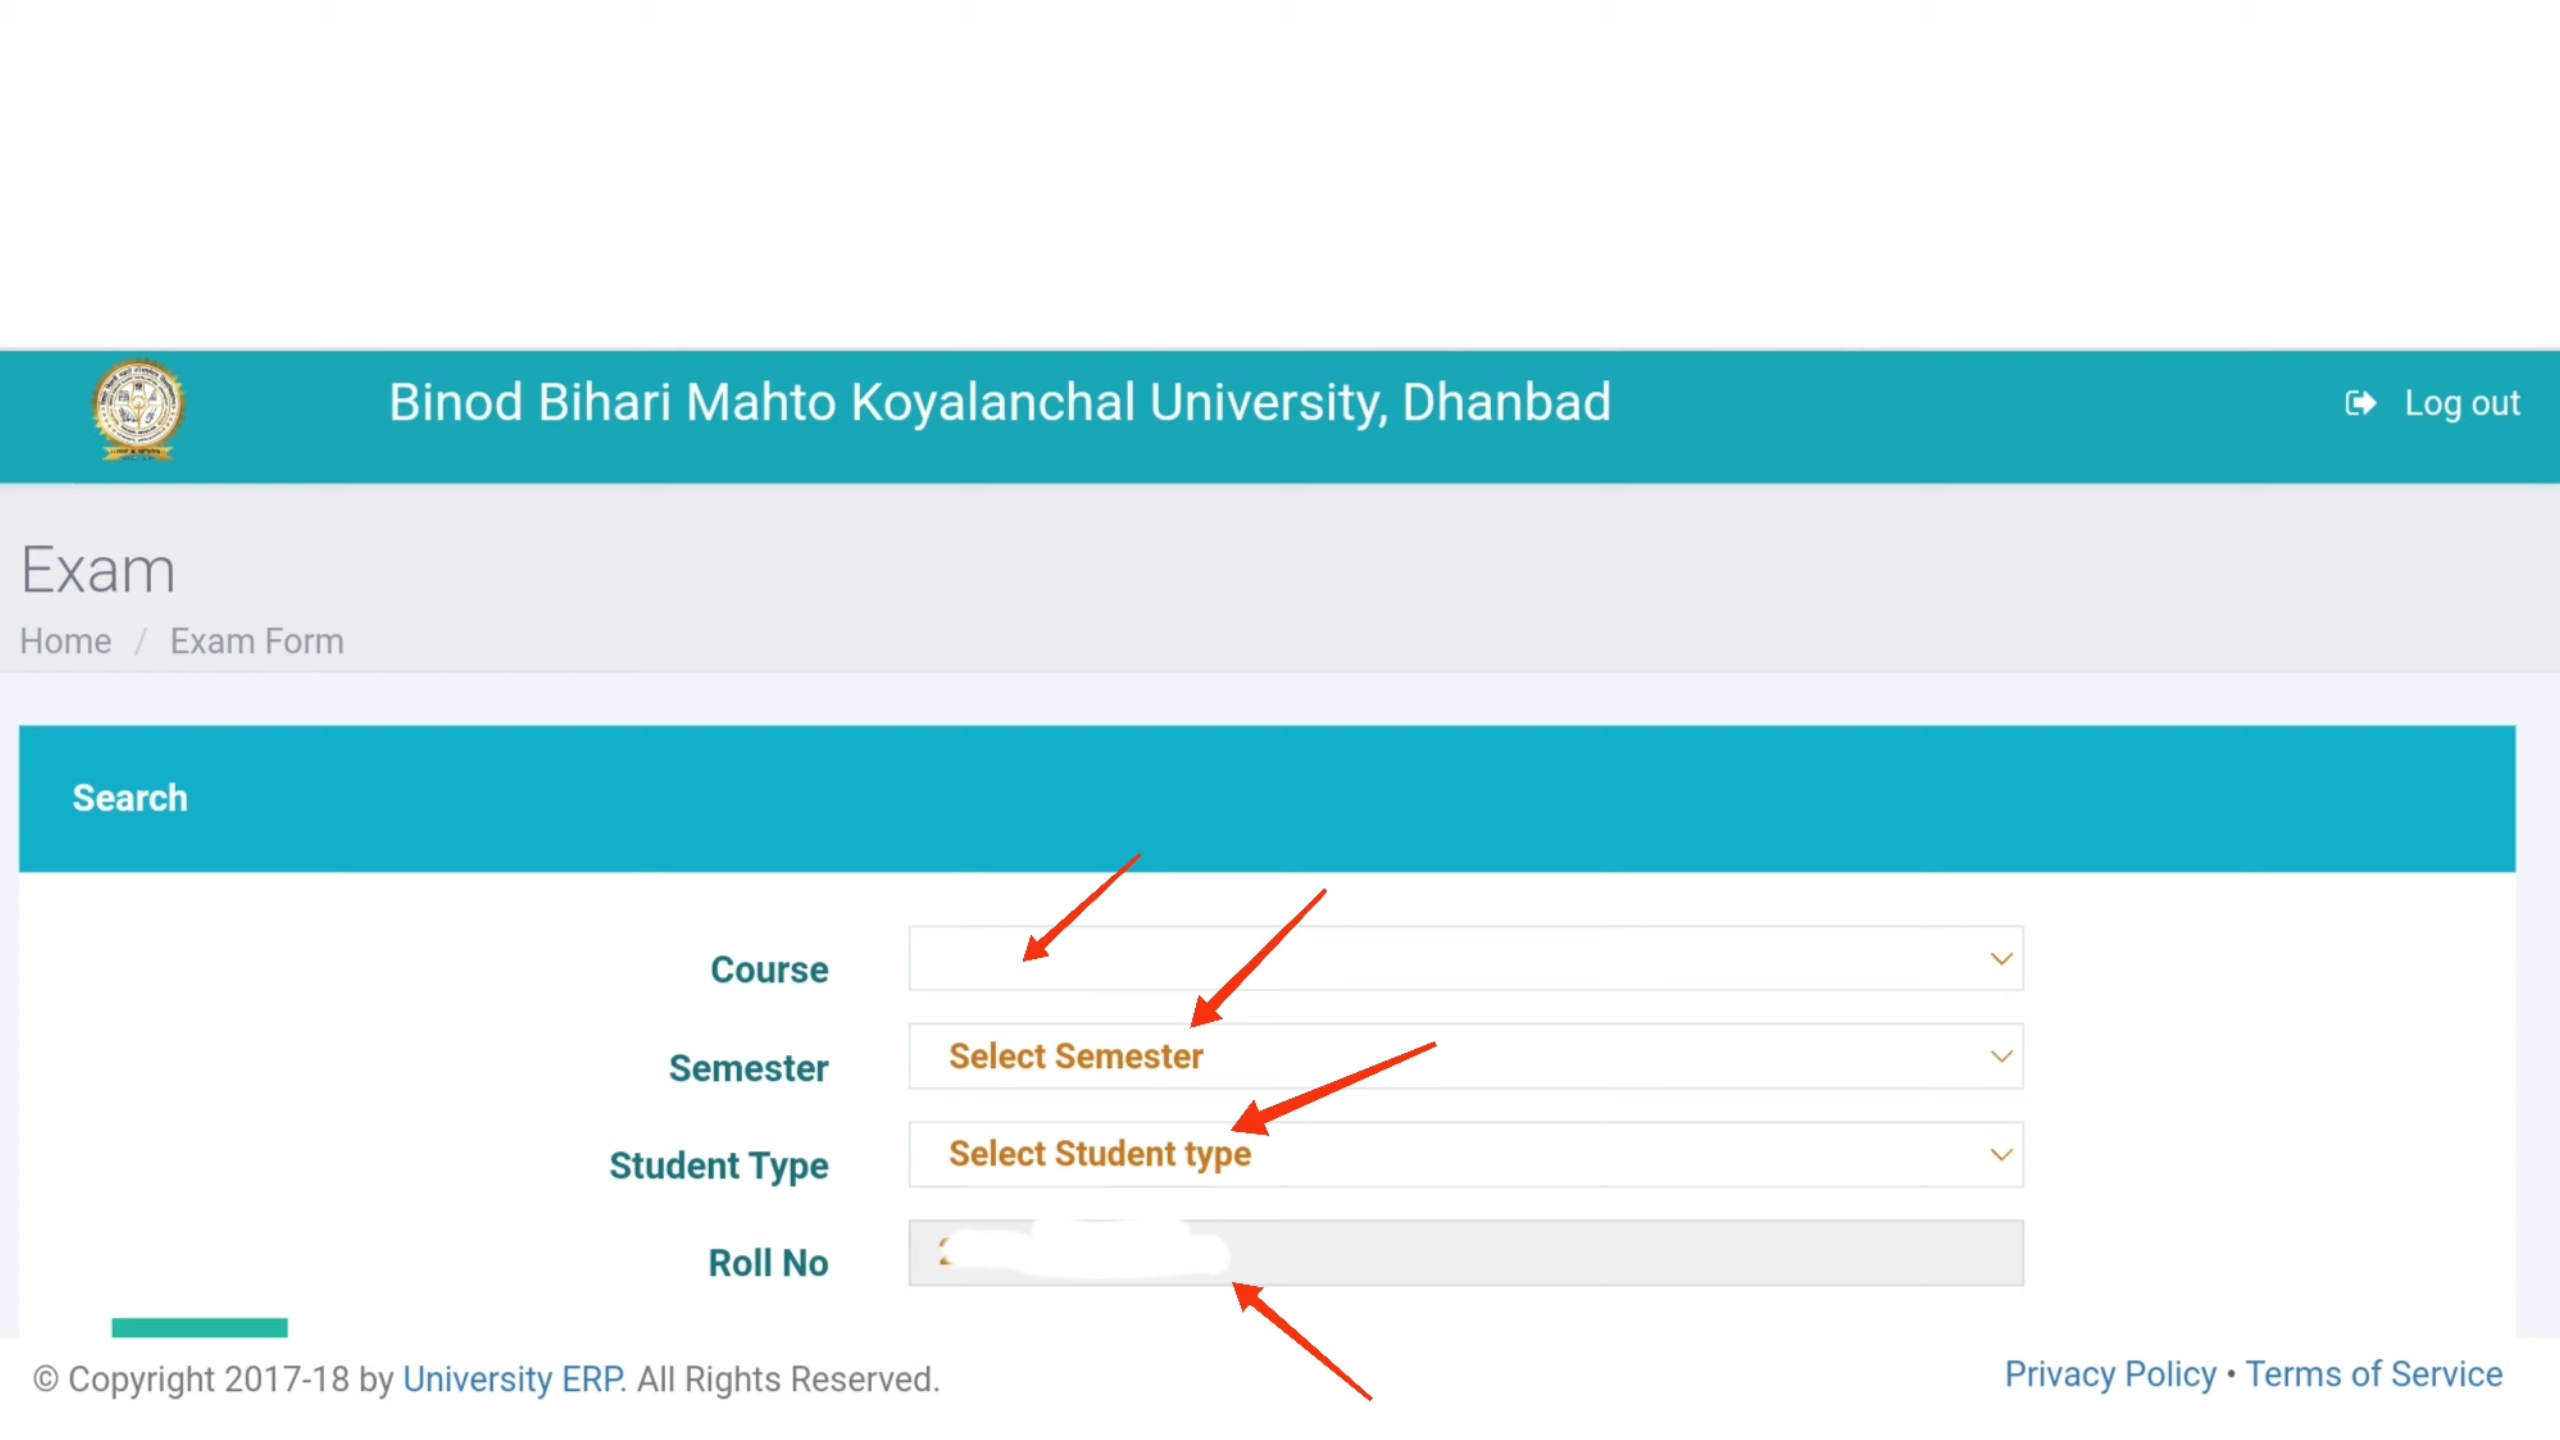 Binod Bihari Mahto Koyalanchal University, Dhanbad
Log out
Exam
Home / Exam Form
Search
Course
Semester Select Semester
Student Type Select Student type
Roll No
© Copyright 2017-18 by University ERP. All Rights Reserved.
Privacy Policy • Terms of Service